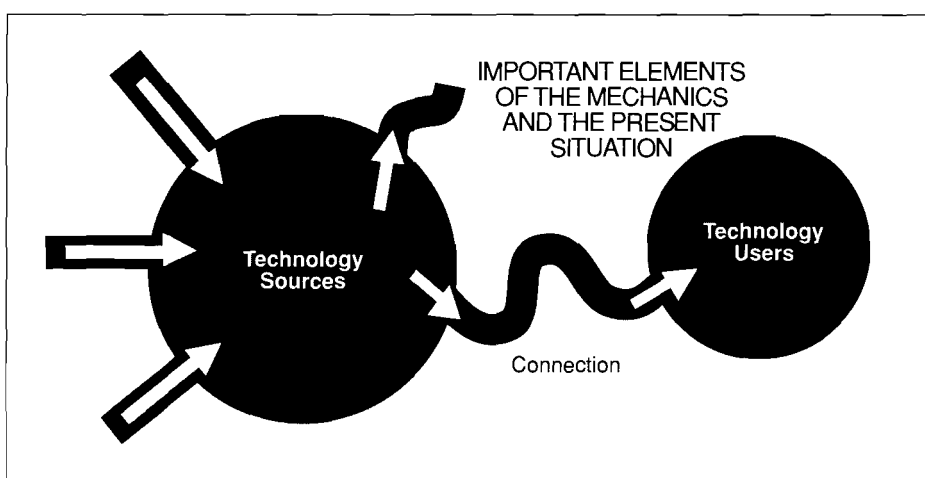 IMPORTANT ELEMENTS
OF THE MECHANICS
AND THE PRESENT
SITUATION
Technology
Sources
Technology
Users
Connection